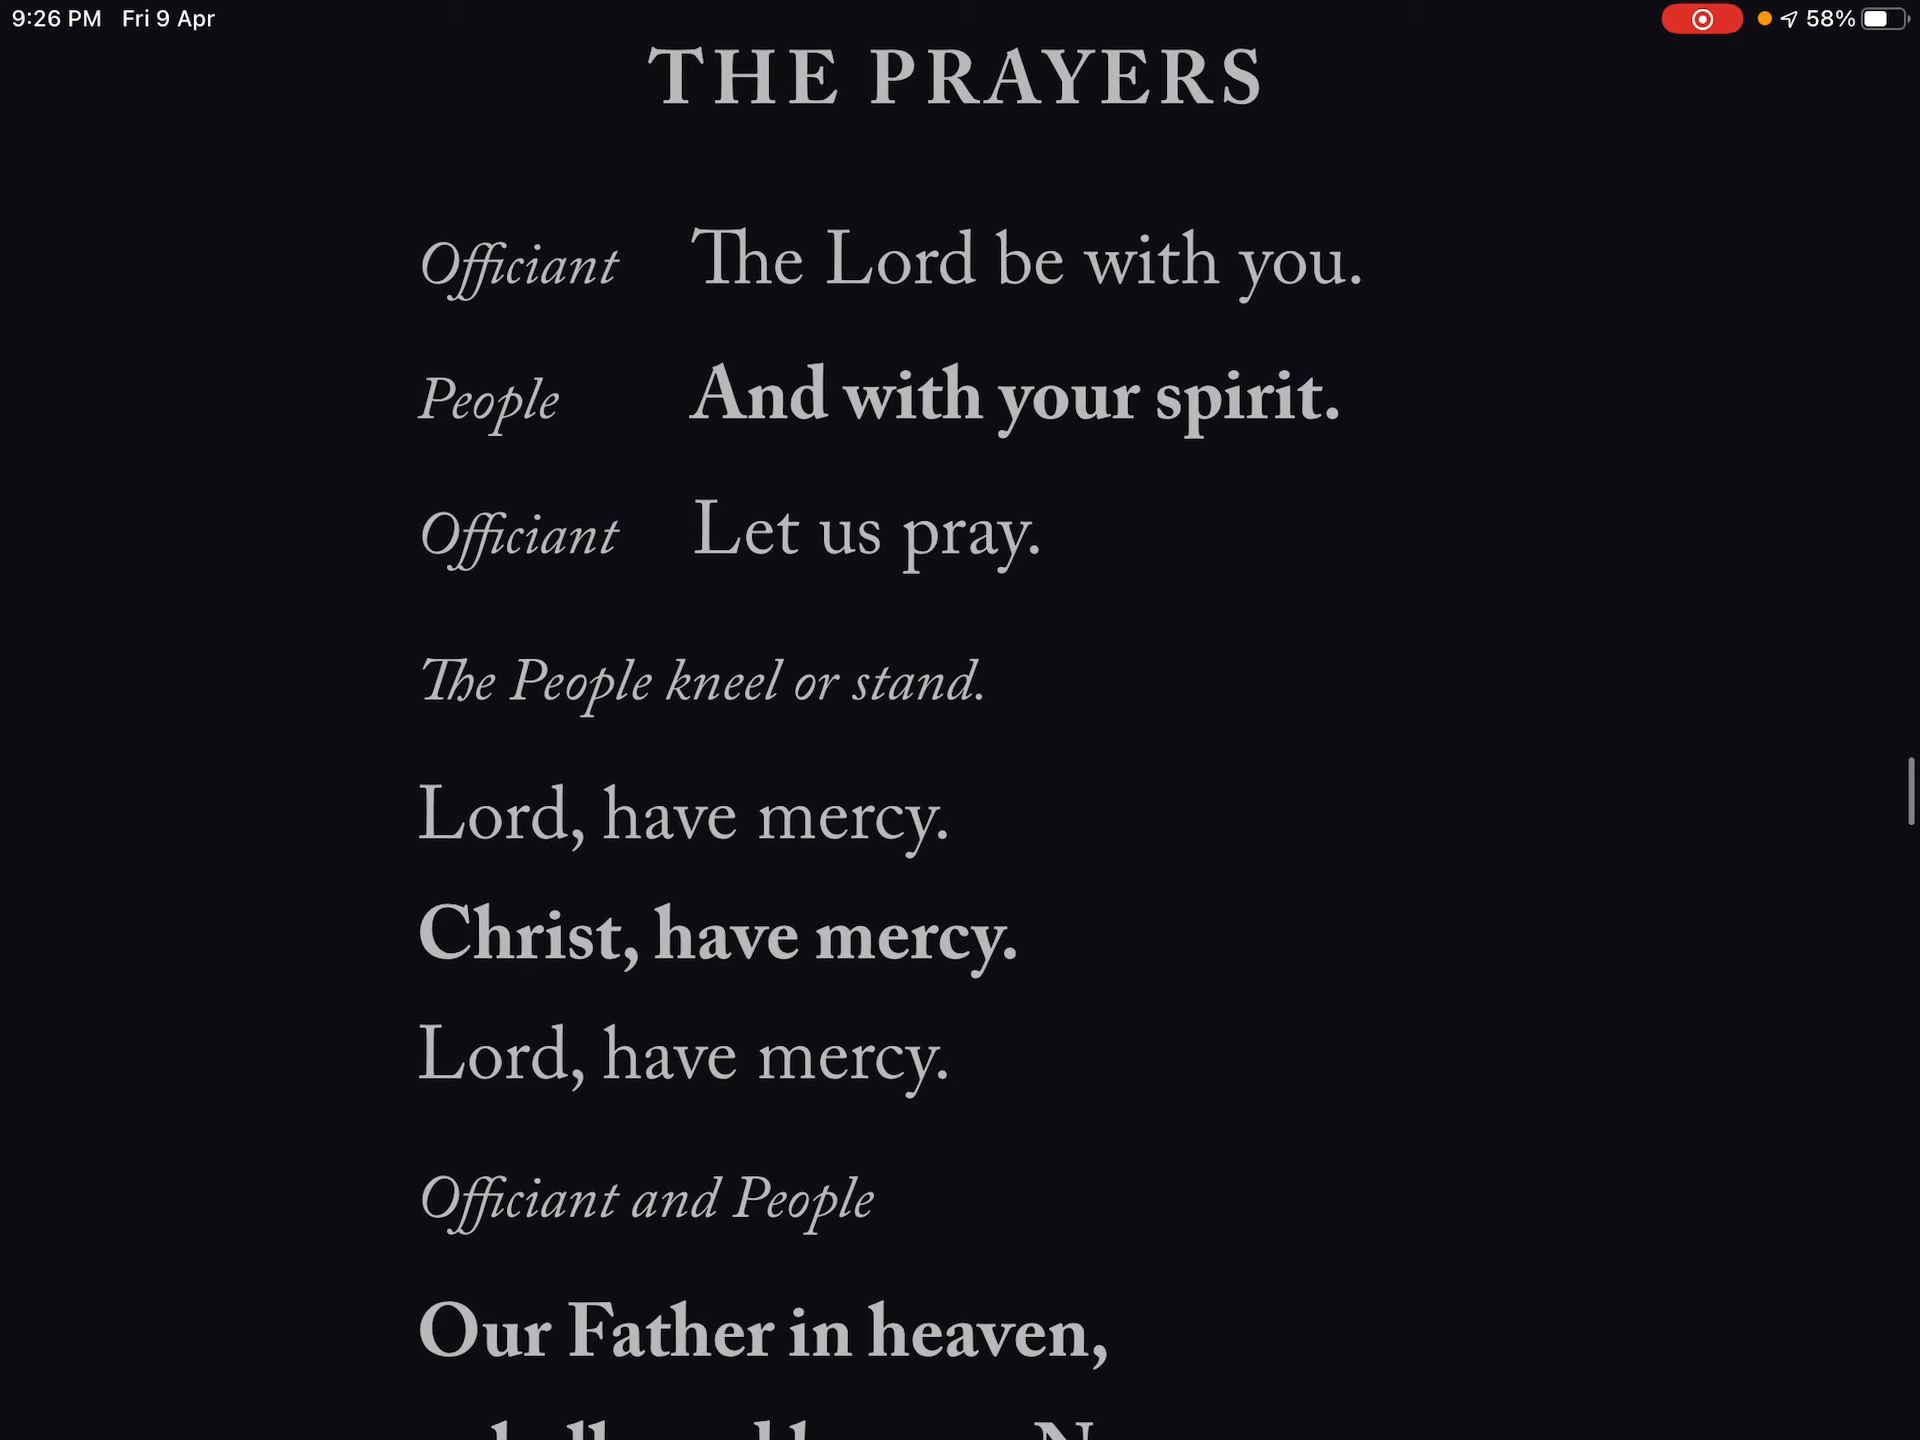 9:26 PM Fri 9 Apr 58%
THE PRAYERS
Officiant The Lord be with you.
People And with your spirit.
Officiant Let us pray.
The People kneel or stand.
Lord, have mercy.
Christ, have mercy.
Lord, have mercy.
Officiant and People
Our Father in heaven,